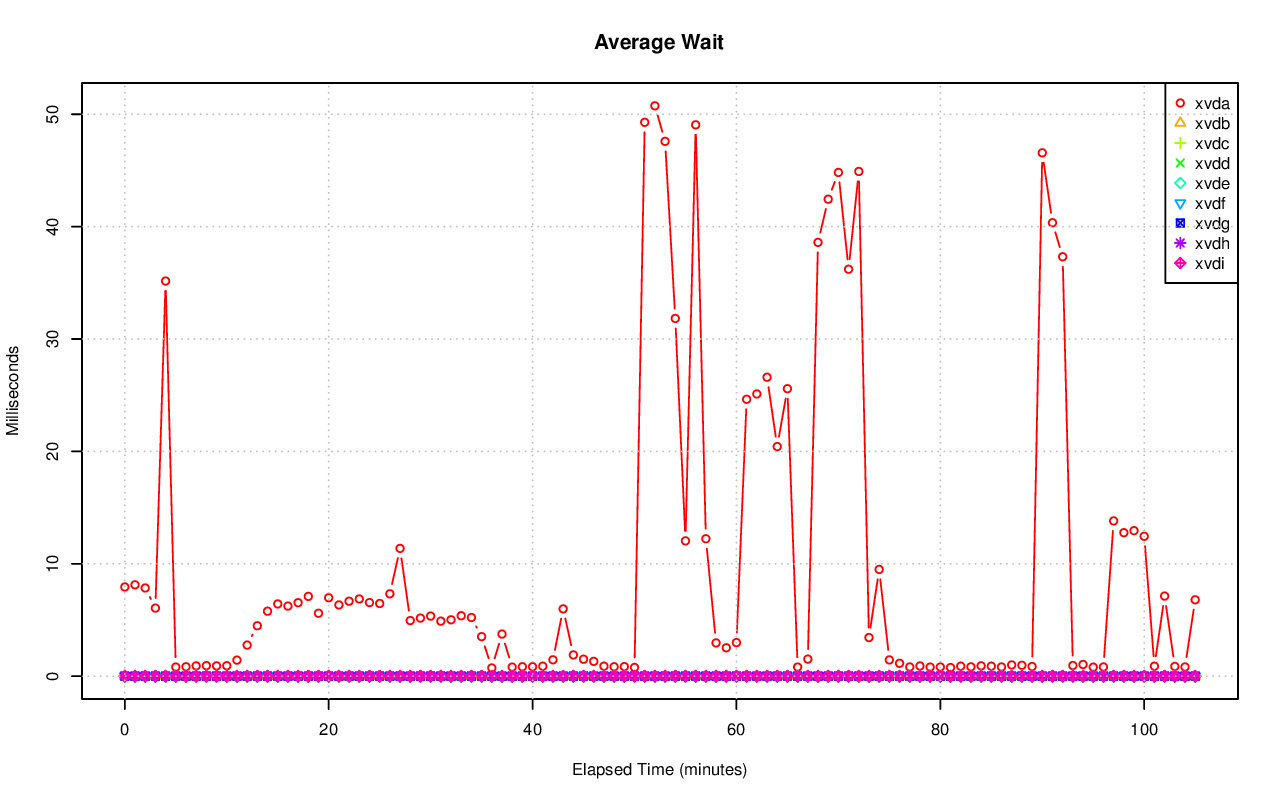 Average Wait
Milliseconds
50
40
30
20
10
0
0 20 40 60 80 100
Elapsed Time (minutes)
xvda
xvdb
xvdc
xvdd
xvde
xvdf
xvdg
xvdh
xvdi